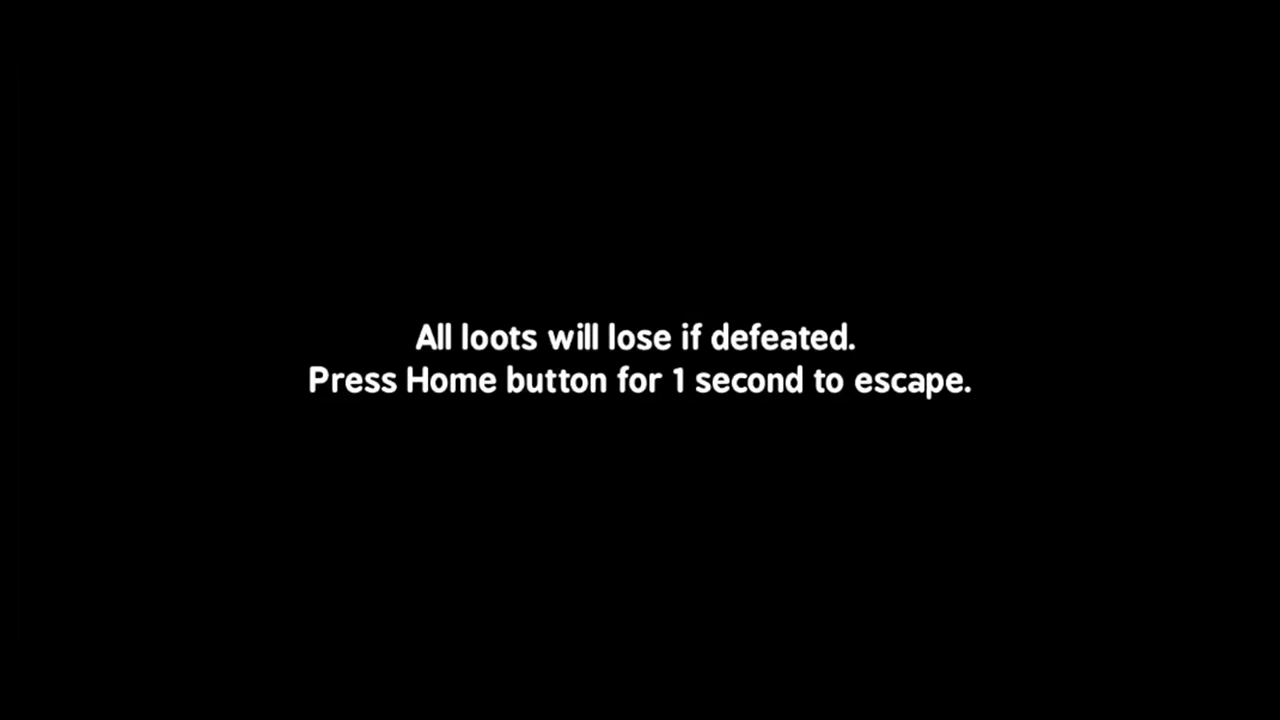 All loots will lose if defeated.
Press Home button for 1 second to escape.